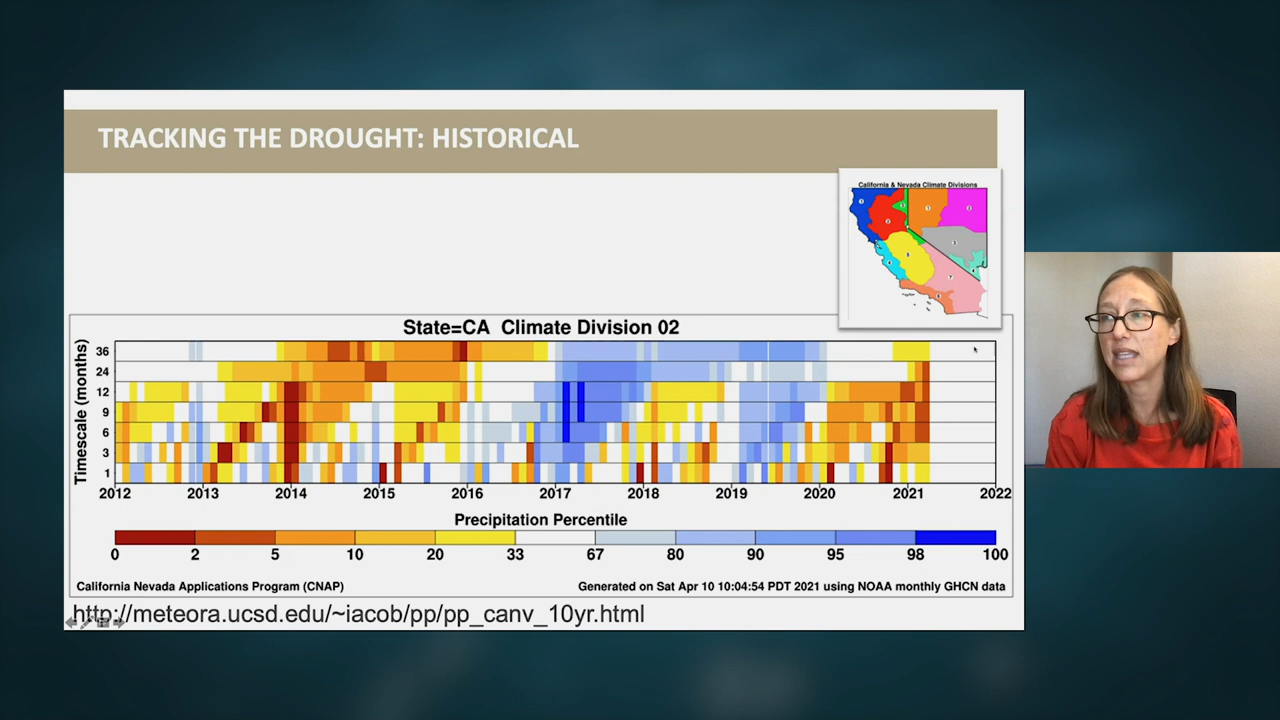 TRACKING THE DROUGHT: HISTORICAL
California & Nevada Climate Divisions
State=CA Climate Division 02
Timescale (months)
36
24
12
9
6
3
1
2012 2013 2014 2015 2016 2017 2018 2019 2020 2021 2022
Precipitation Percentile
0 2 5 10 20 33 67 80 90 95 98 100
California Nevada Applications Program (CNAP)
Generated on Sat Apr 10 10:04:54 PDT 2021 using NOAA monthly GHCN data
http://meteora.ucsd.edu/~iacob/pp/pp_canv_10yr.html